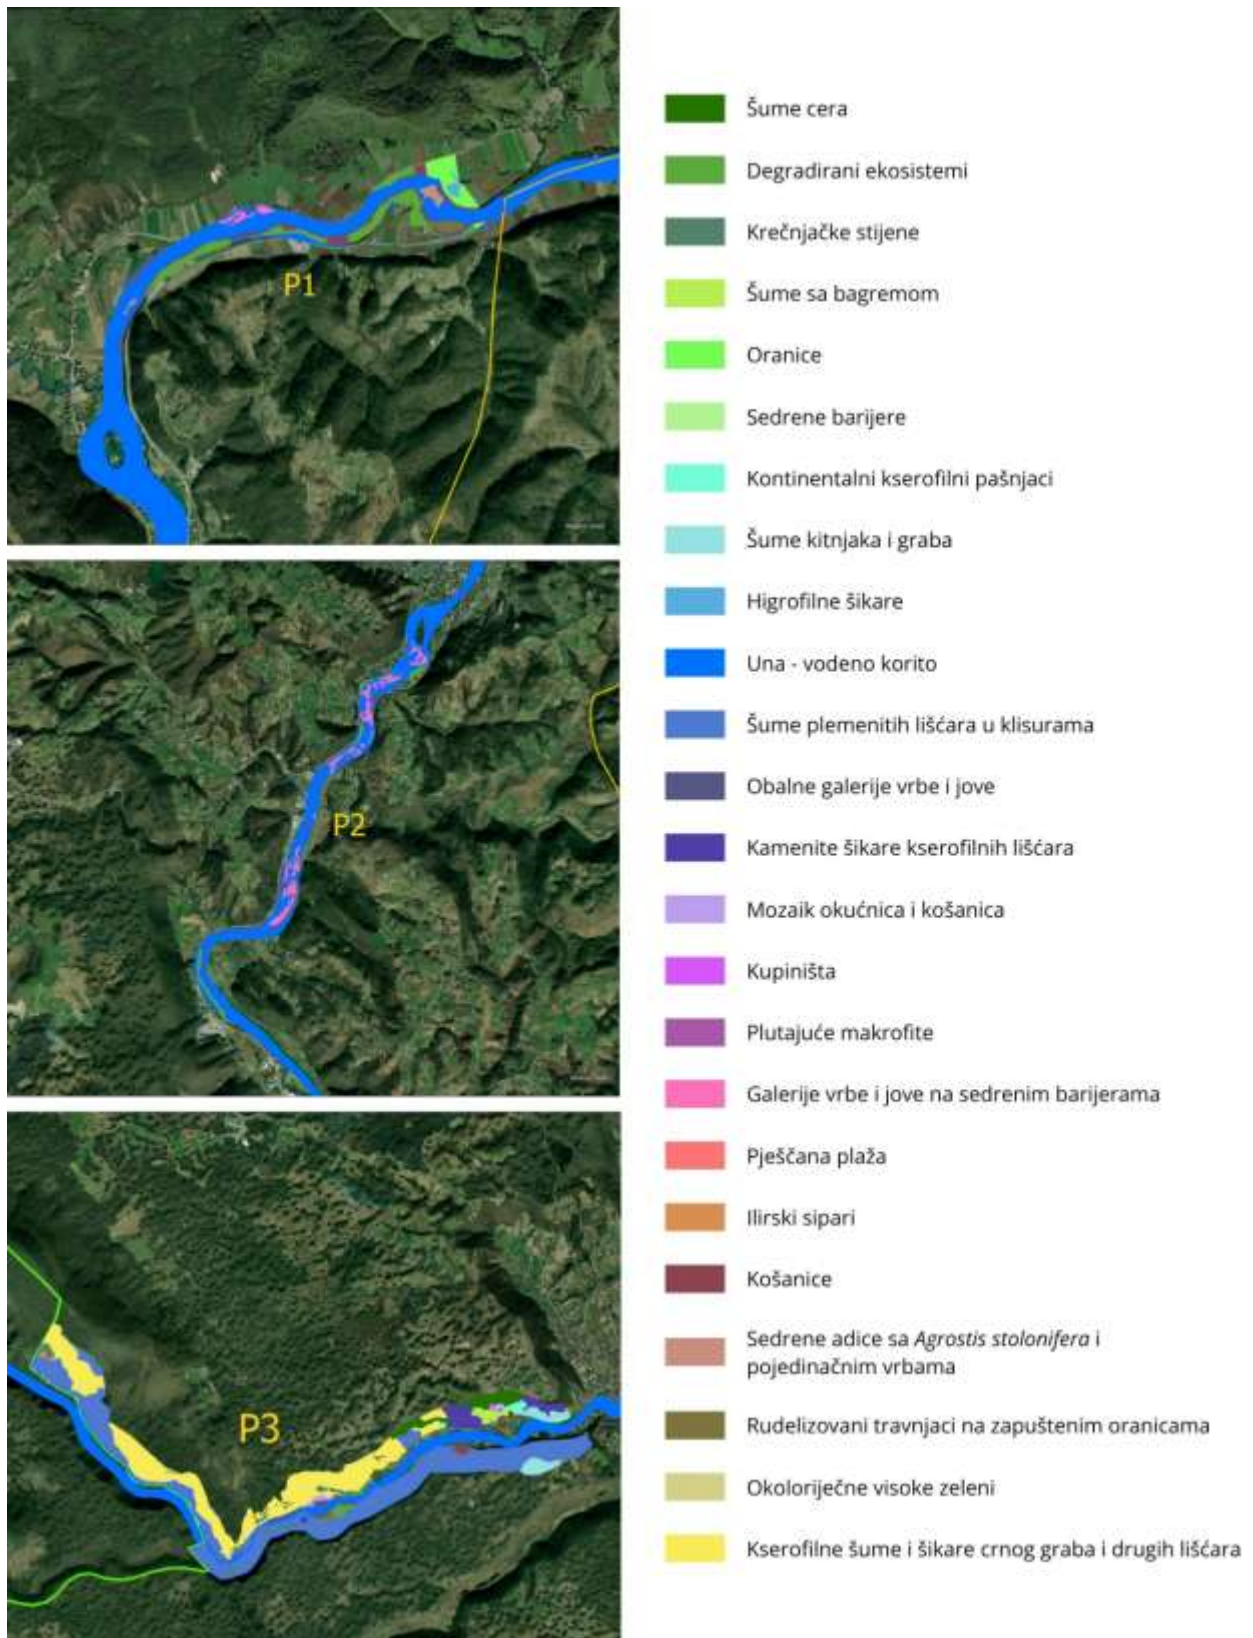 P1
P2
P3
Šume cera
Degradirani ekosistemi
Krečnjačke stijene
Šume sa bagremom
Oranice
Sedrene barijere
Kontinentalni kserofilni pašnjaci
Šume kitnjaka i graba
Higrofilne šikare
Una - vodeno korito
Šume plemenitih lišćara u klisurama
Obalne galerije vrbe i jove
Kamenite šikare kserofilnih lišćara
Mozaik okućnica i košanica
Kupiništa
Plutajuće makrofite
Galerije vrbe i jove na sedrenim barijerama
Pješčana plaža
Ilirski sipari
Košanice
Sedrene adice sa Agrostis stolonifera i
pojedinačnim vrbama
Rudelizovani travnjaci na zapuštenim oranicama
Okoloriječne visoke zeleni
Kserofilne šume i šikare crnog graba i drugih lišćara